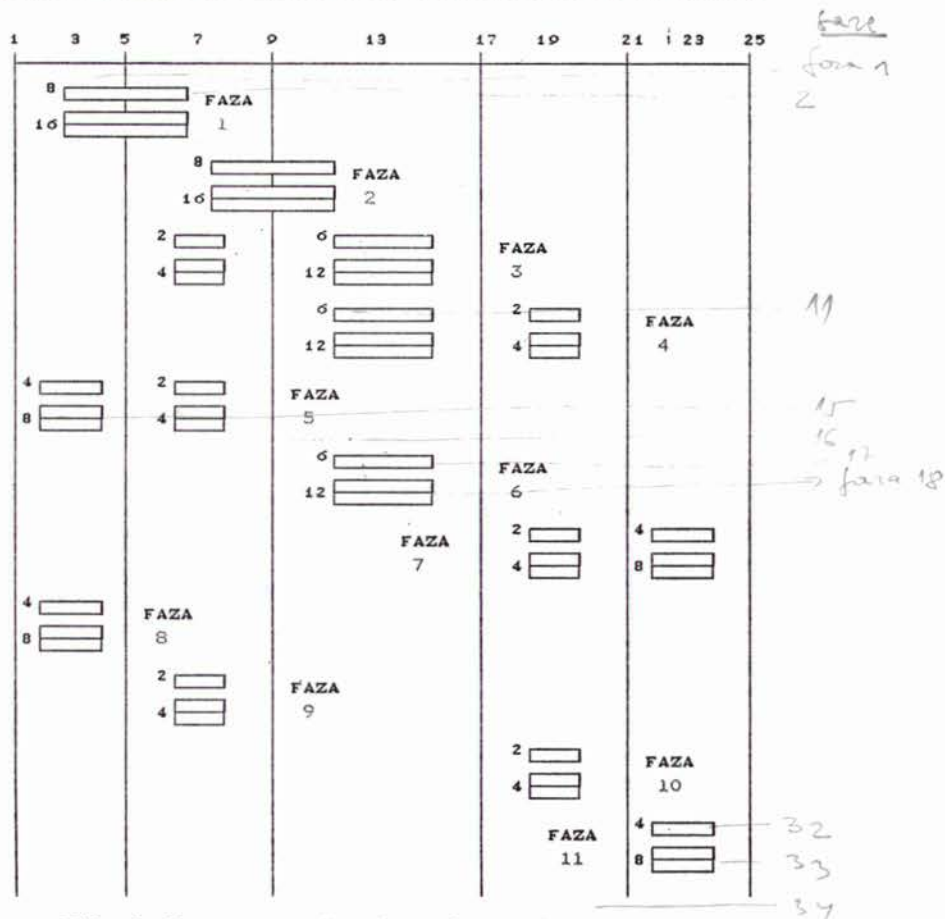 faze
1 3 5 7 9 13 17 19 21 i 23 25
faza 1
2
8 FAZA
16 1
8 FAZA
16 2
2 6 FAZA
4 12 3
6 2 FAZA 11
12 4 4
4 2 FAZA
8 4 5 15
16
6 FAZA 17
12 6 faza 18
FAZA 2 4
7 4 8
4 FAZA
8 8
2 FAZA
4 9
2 FAZA
4 10
FAZA 4 32
11 8 33
34